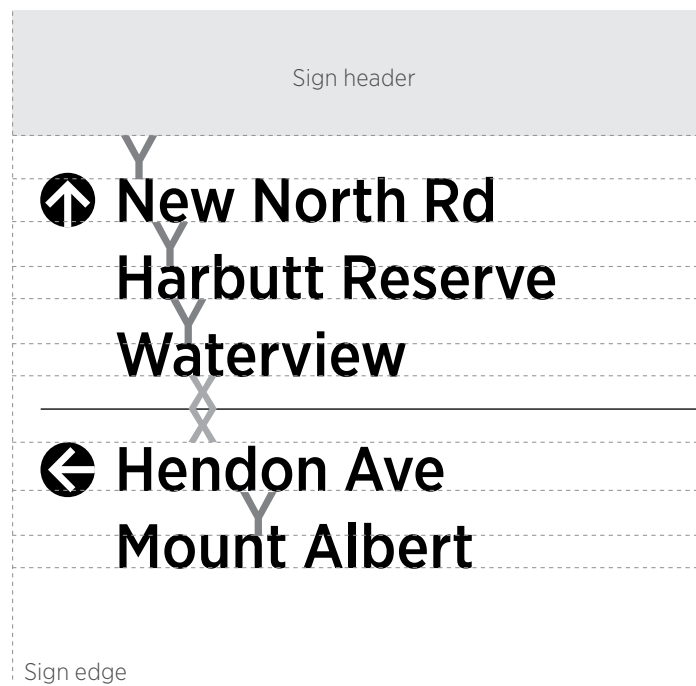 Sign header
Y
New North Rd
Y
Harbutt Reserve
Y
Waterview
X
X
Hendon Ave
Y
Mount Albert
Sign edge